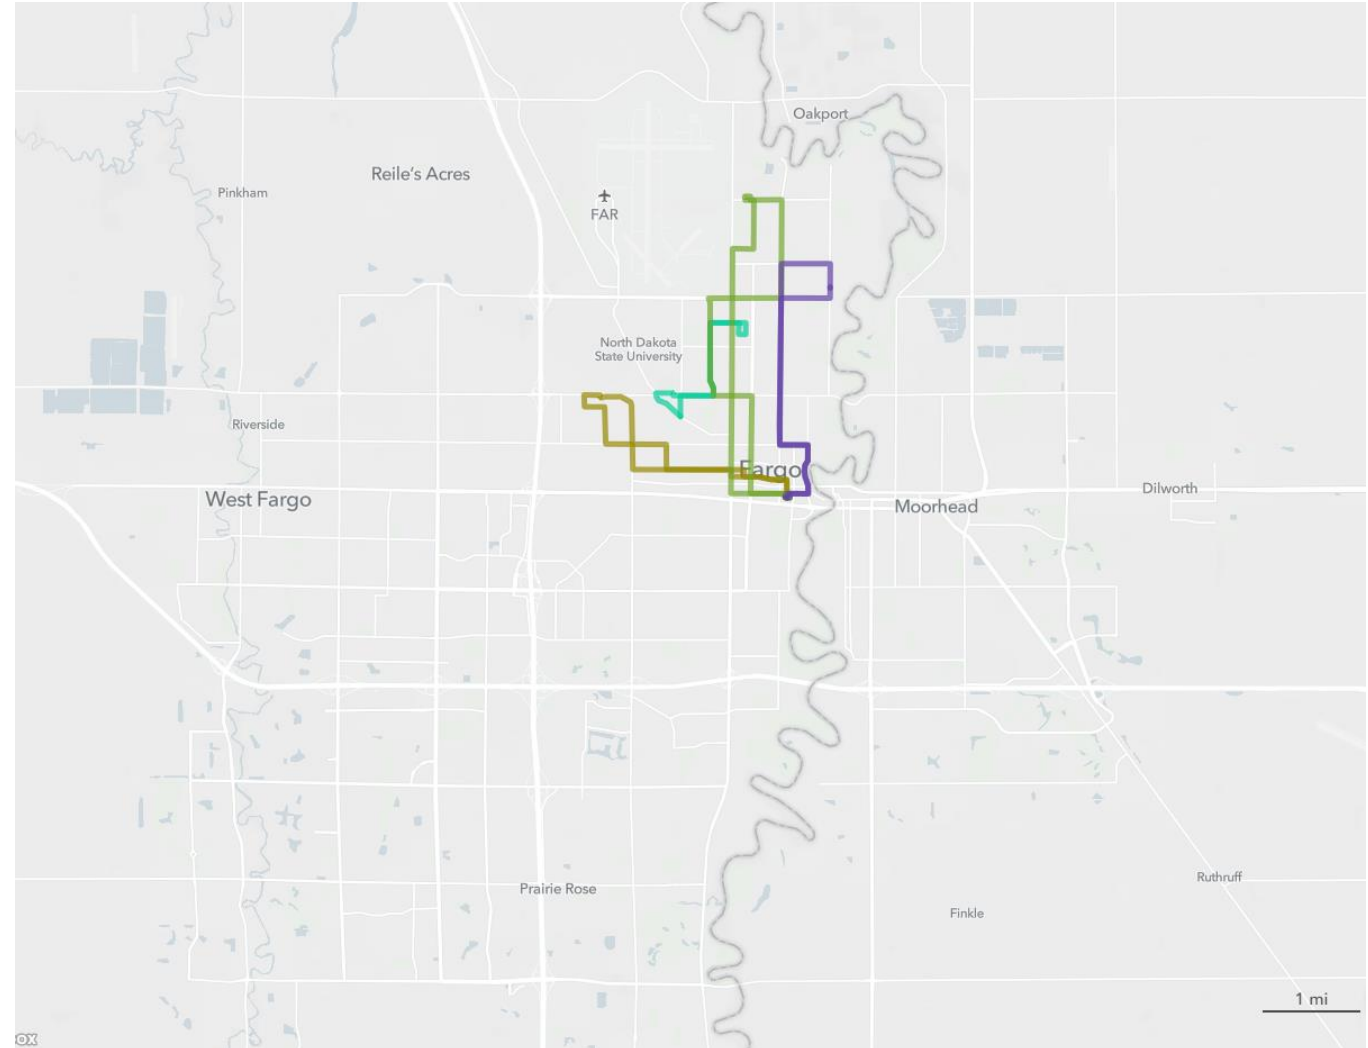 Oakport
Reile's Acres
Pinkham
FAR
North Dakota
State University
Riverside
Fargo
West Fargo
Moorhead
Dilworth
Prairie Rose
Ruthruff
Finkle
1 mi
ox